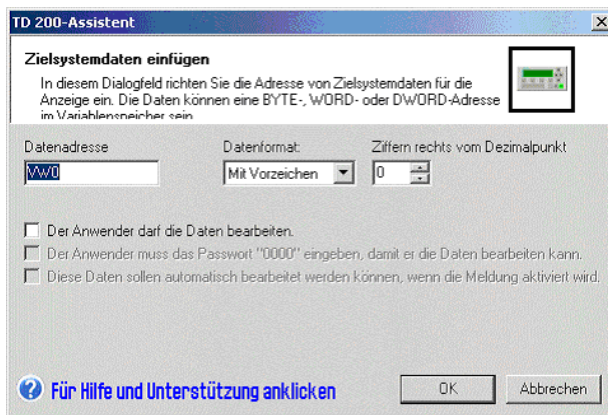 TD 200-Assistent
Zielsystemdaten einfügen
In diesem Dialogfeld richten Sie die Adresse von Zielsystemdaten für die
Anzeige ein. Die Daten können eine BYTE-, WORD- oder DWORD-Adresse
im Variablenspeicher sein.
Datenadresse Datenformat: Ziffern rechts vom Dezimalpunkt
VW0 Mit Vorzeichen 0
Der Anwender darf die Daten bearbeiten.
Der Anwender muss das Passwort "0000" eingeben, damit er die Daten bearbeiten kann.
Diese Daten sollen automatisch bearbeitet werden können, wenn die Meldung aktiviert wird.
? Für Hilfe und Unterstützung anklicken OK Abbrechen